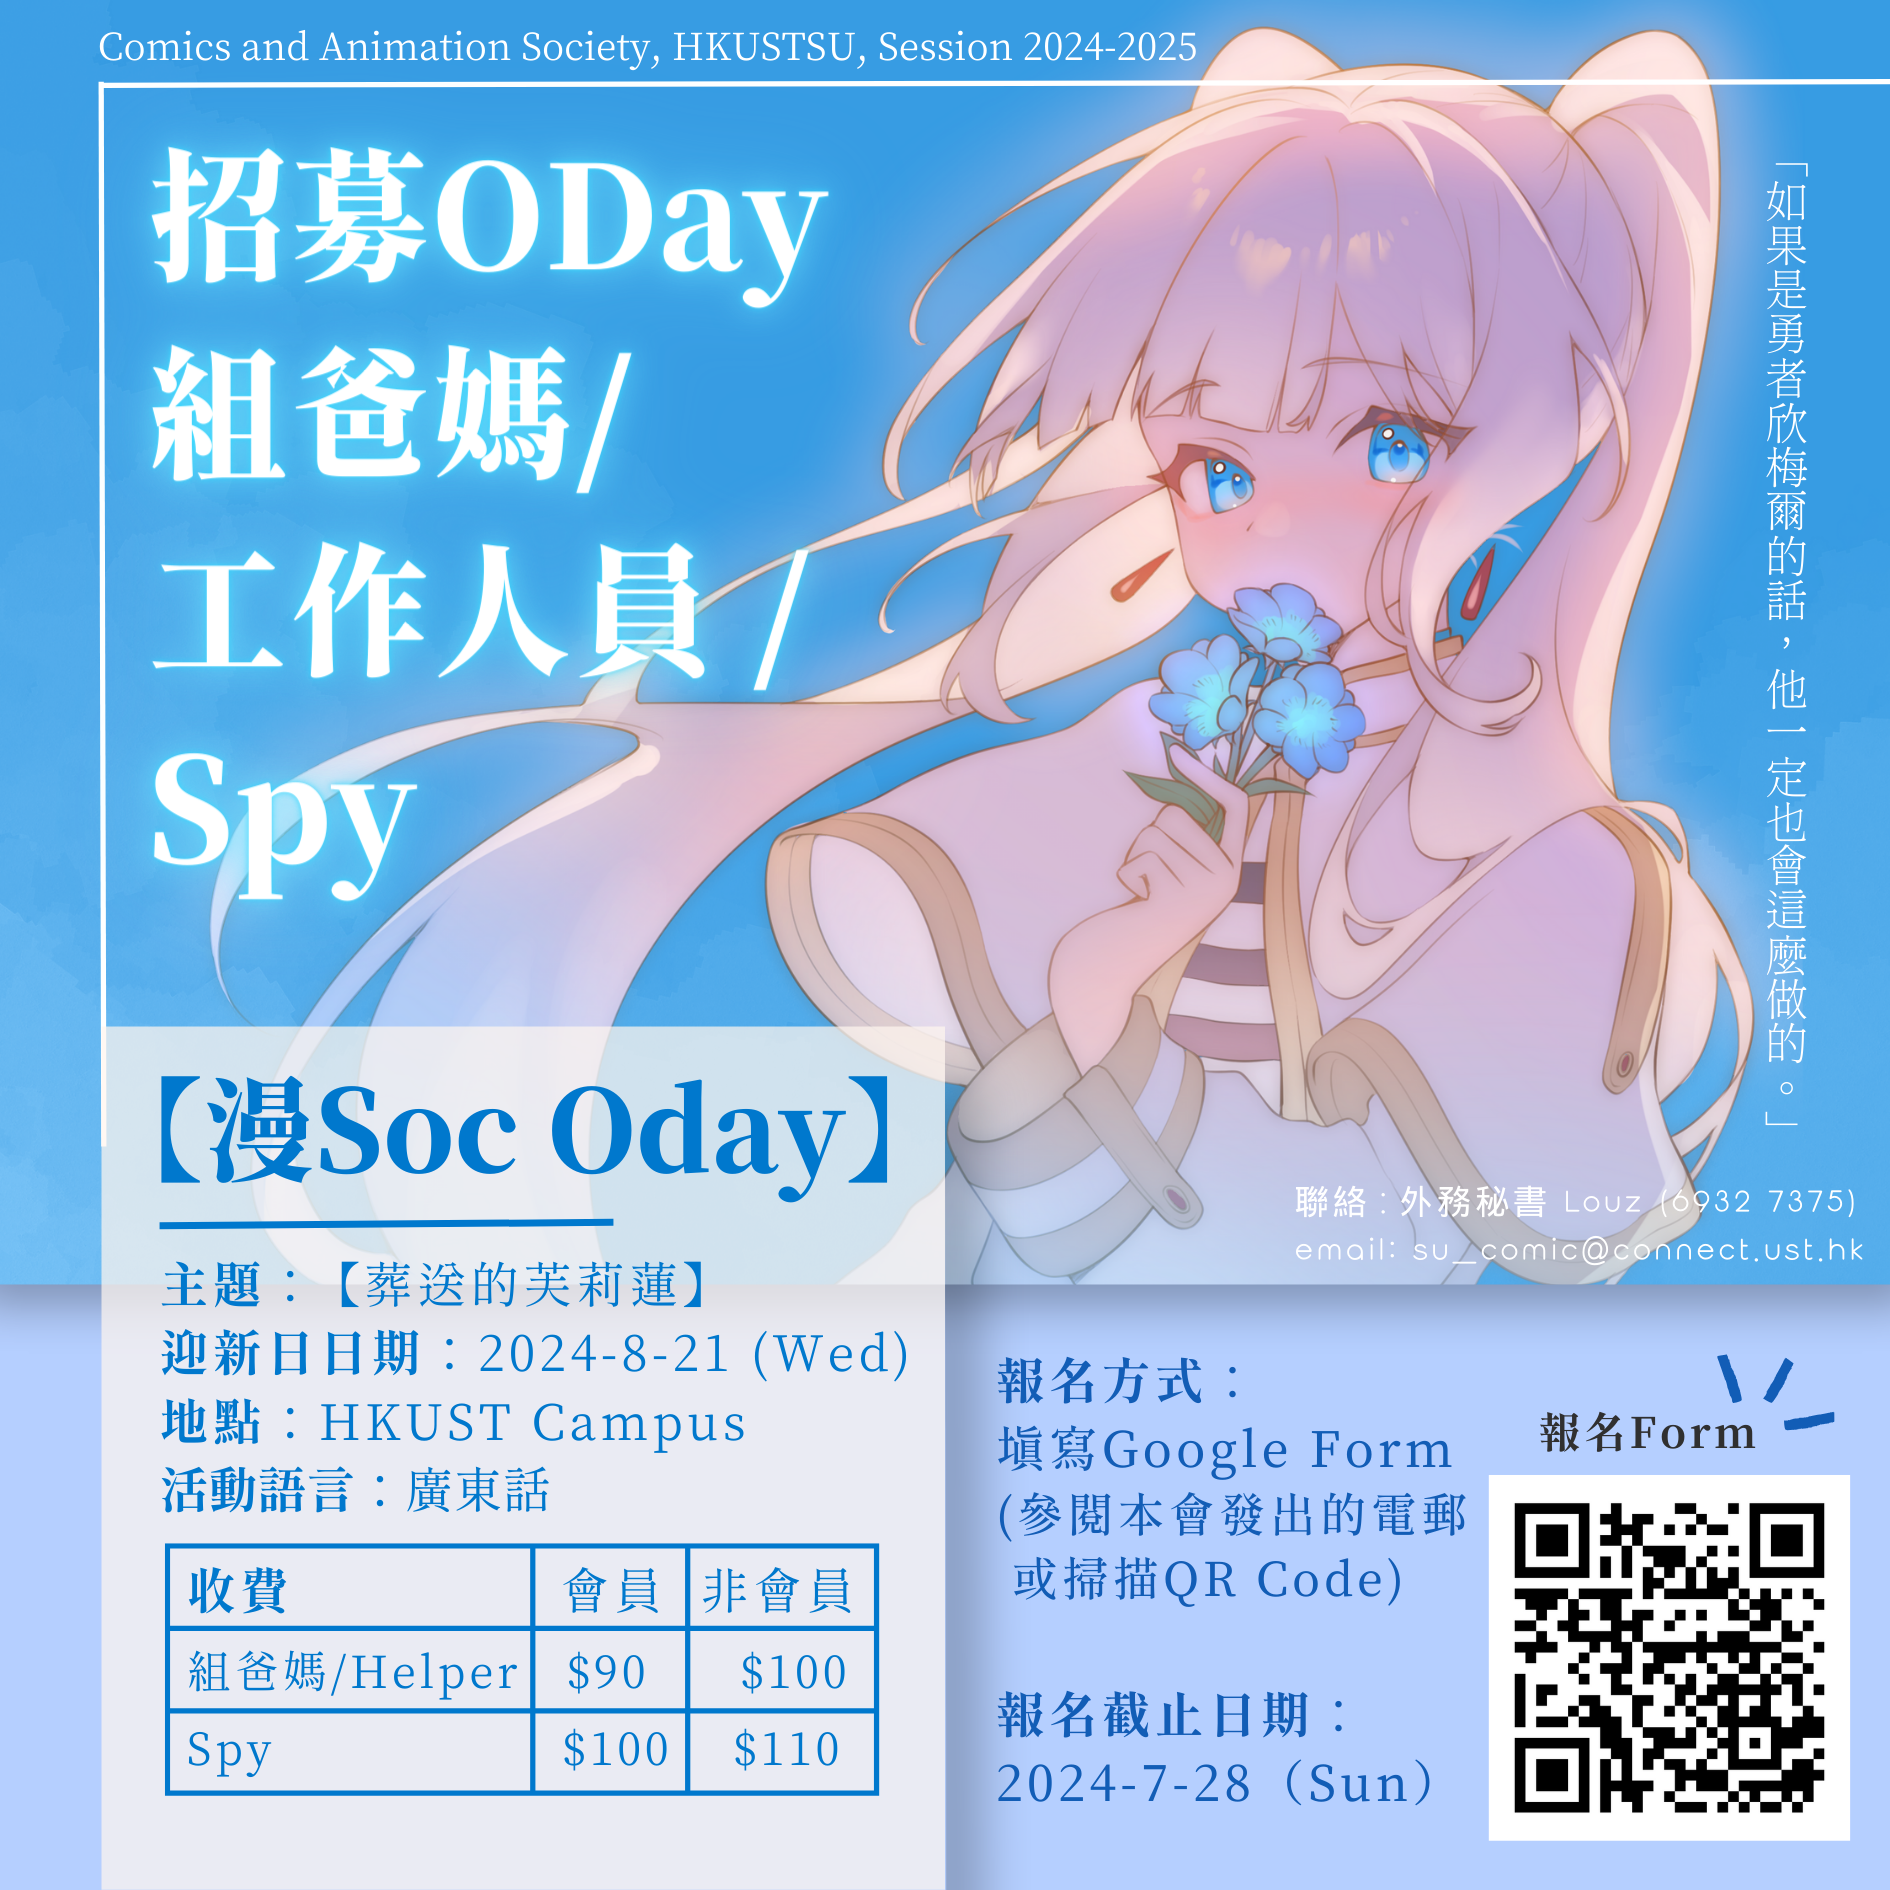 Comics and Animation Society, HKUSTSU, Session 2024-2025
招募ODay
組爸媽/
工作人員 /
Spy
「如果是勇者欣梅爾的話，他一定也會這麼做的。」
聯絡：外務秘書 Louz (6932 7375)
email: su_comic@connect.ust.hk
【漫Soc Oday】
主題：【葬送的芙莉蓮】
迎新日日期：2024-8-21 (Wed)
地點：HKUST Campus
活動語言：廣東話
收費 會員 非會員
組爸媽/Helper $90 $100
Spy $100 $110
報名方式：
填寫Google Form
(參閱本會發出的電郵
或掃描QR Code)
報名截止日期：
2024-7-28（Sun）
報名Form